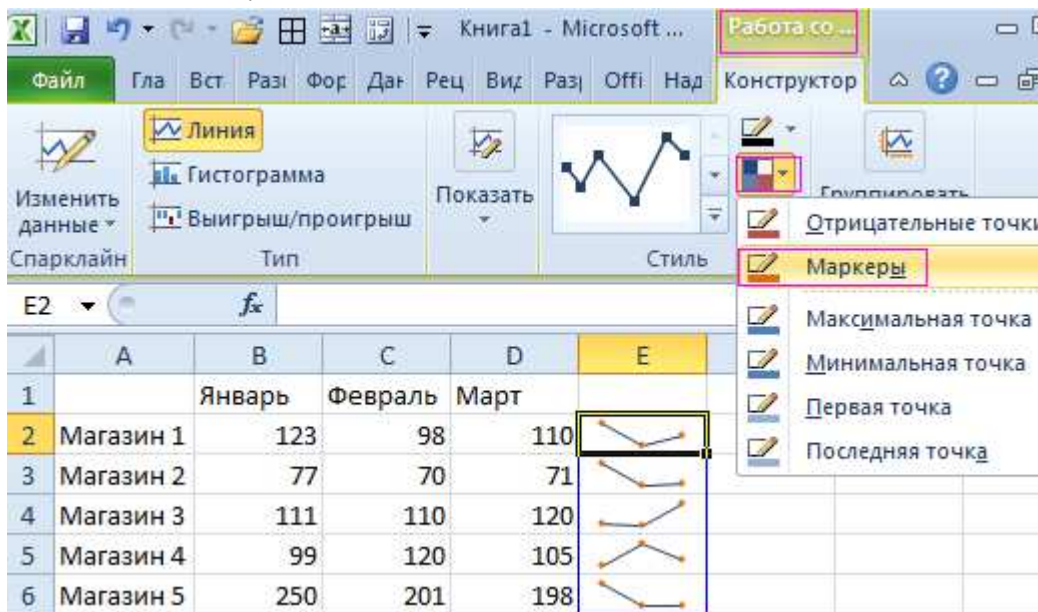 Книга1 - Microsoft ... Работа со ...
Файл Гла Вст Разı Фор Дан Рец Вид Разı Offi Над Конструктор
Линия
Гистограмма
Выигрыш/проигрыш
Изменить данные
Показать
Группировать
Спарклайн Тип Стиль
Отрицательные точки
Маркеры
Максимальная точка
Минимальная точка
Первая точка
Последняя точка
E2 fx
A B C D E
1 Январь Февраль Март
2 Магазин 1 123 98 110
3 Магазин 2 77 70 71
4 Магазин 3 111 110 120
5 Магазин 4 99 120 105
6 Магазин 5 250 201 198